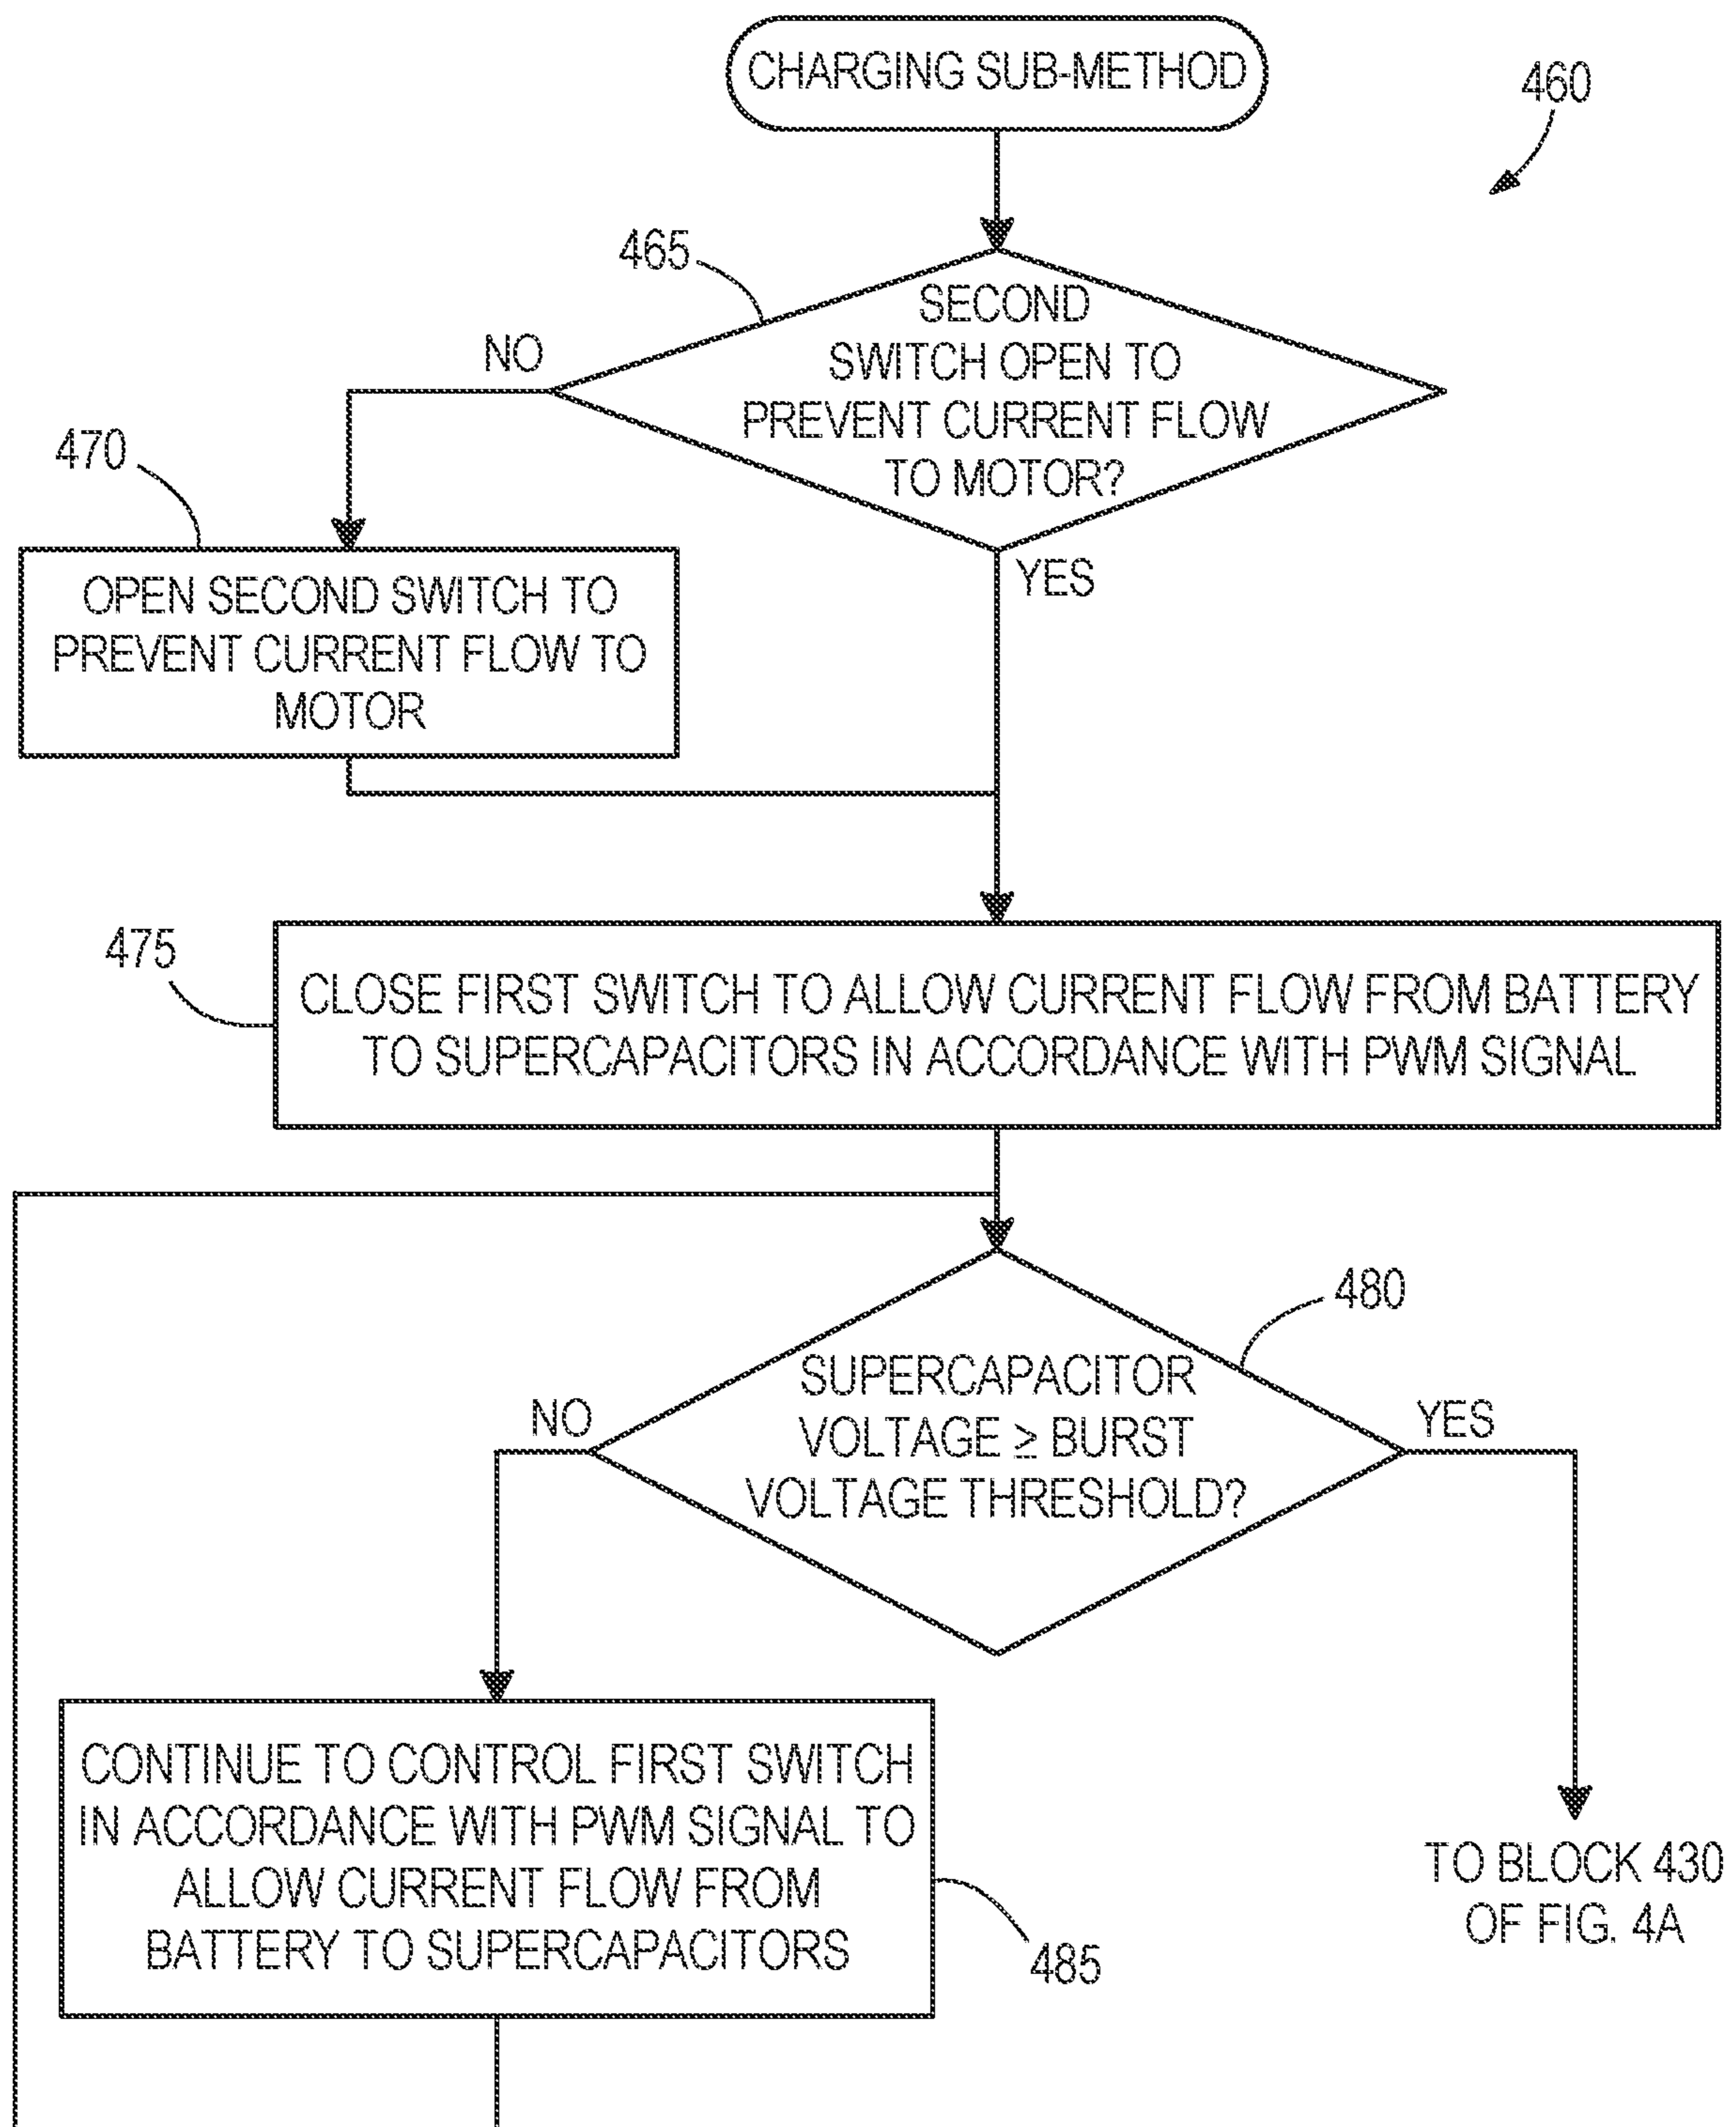 CHARGING SUB-METHOD
460
465
SECOND
SWITCH OPEN TO
PREVENT CURRENT FLOW
TO MOTOR?
NO
YES
470
OPEN SECOND SWITCH TO
PREVENT CURRENT FLOW TO
MOTOR
475
CLOSE FIRST SWITCH TO ALLOW CURRENT FLOW FROM BATTERY
TO SUPERCAPACITORS IN ACCORDANCE WITH PWM SIGNAL
480
SUPERCAPACITOR
VOLTAGE ≥ BURST
VOLTAGE THRESHOLD?
NO
YES
CONTINUE TO CONTROL FIRST SWITCH
IN ACCORDANCE WITH PWM SIGNAL TO
ALLOW CURRENT FLOW FROM
BATTERY TO SUPERCAPACITORS
485
TO BLOCK 430
OF FIG. 4A